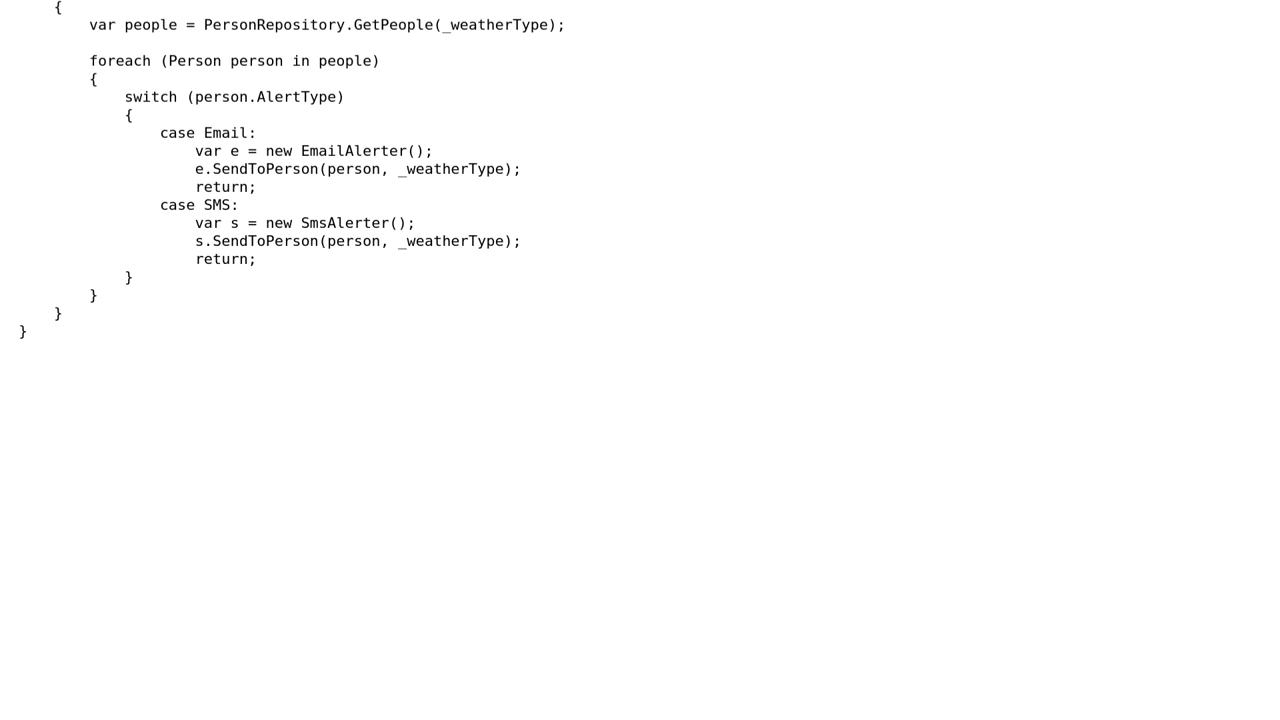 {
var people = PersonRepository.GetPeople(_weatherType);
foreach (Person person in people)
{
switch (person.AlertType)
{
case Email:
var e = new EmailAlerter();
e.SendToPerson(person, _weatherType);
return;
case SMS:
var s = new SmsAlerter();
s.SendToPerson(person, _weatherType);
return;
}
}
}
}